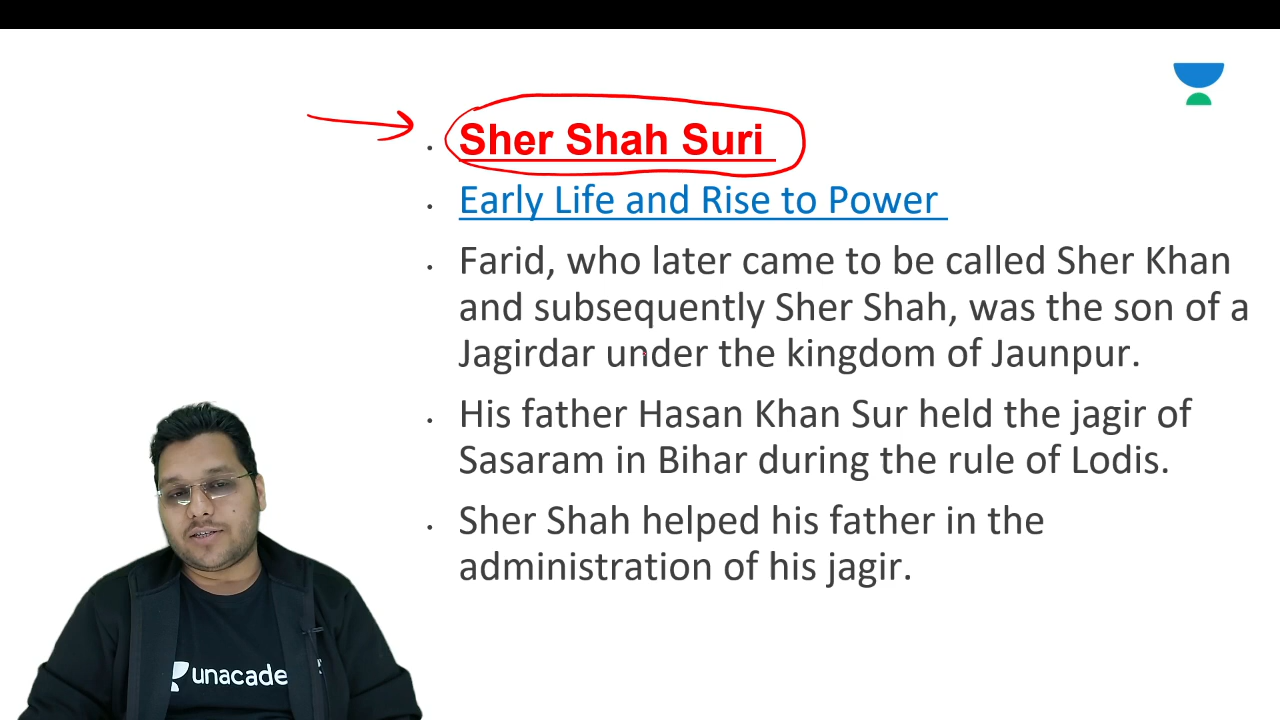 Sher Shah Suri
Early Life and Rise to Power
Farid, who later came to be called Sher Khan
and subsequently Sher Shah, was the son of a
Jagirdar under the kingdom of Jaunpur.
His father Hasan Khan Sur held the jagir of
Sasaram in Bihar during the rule of Lodis.
Sher Shah helped his father in the
administration of his jagir.
unacade